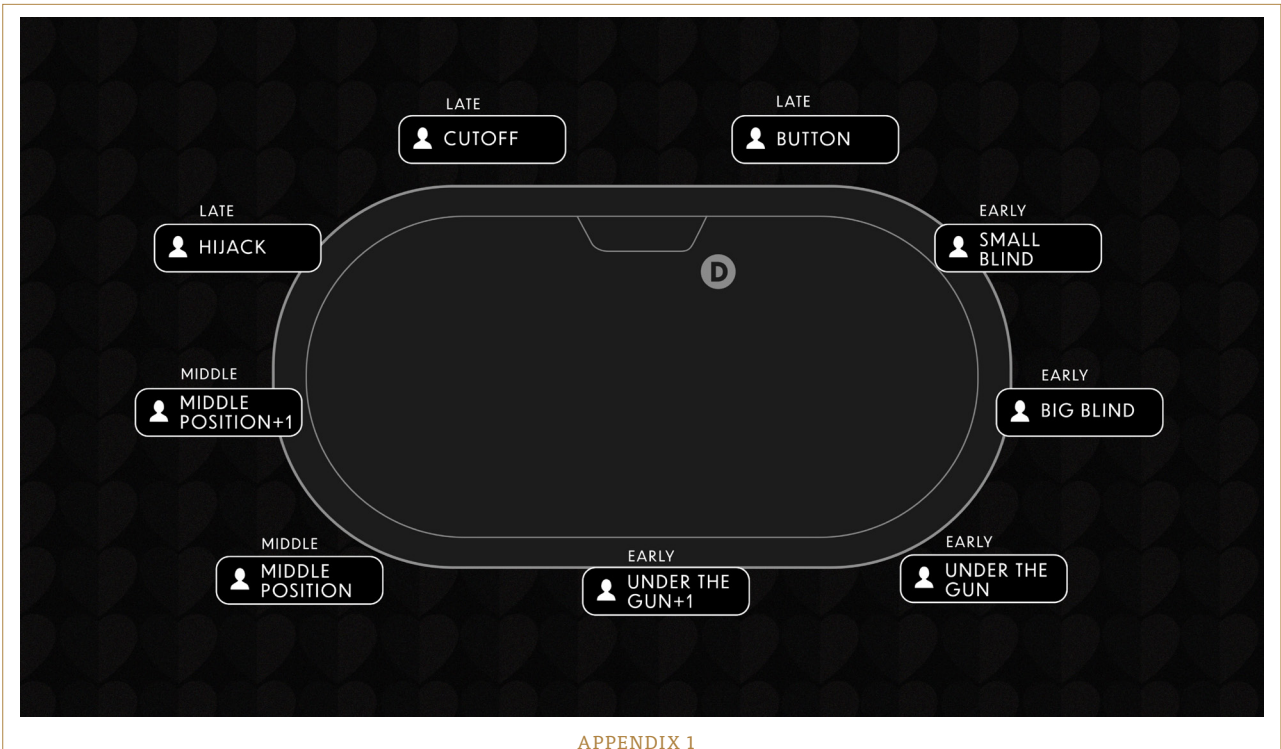 LATE
CUTOFF
LATE
BUTTON
LATE
HIJACK
EARLY
SMALL
BLIND
D
MIDDLE
MIDDLE
POSITION+1
EARLY
BIG BLIND
MIDDLE
MIDDLE
POSITION
EARLY
UNDER THE
GUN+1
EARLY
UNDER THE
GUN
APPENDIX 1